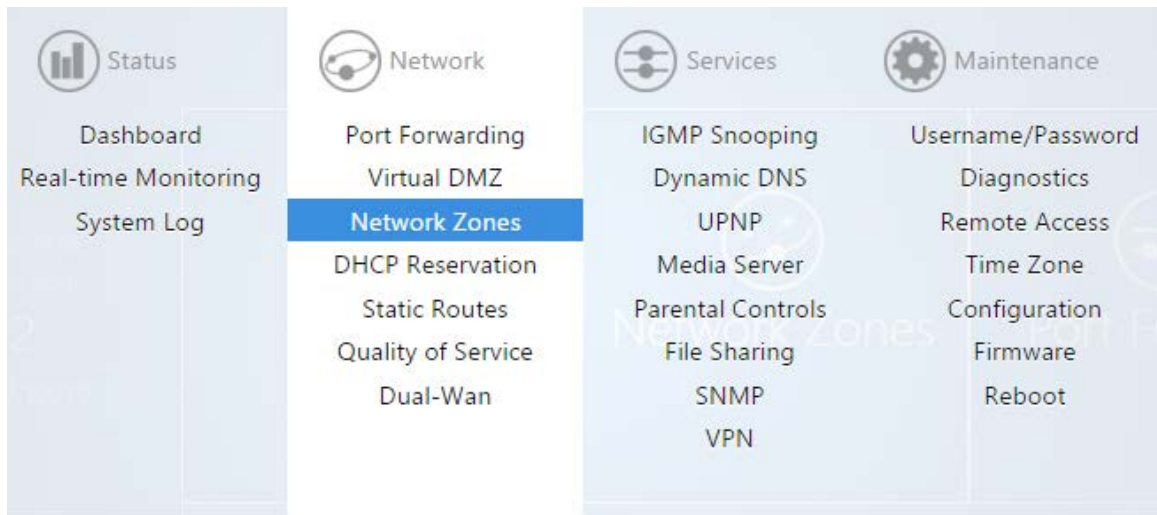 Status
Dashboard
Real-time Monitoring
System Log
Network
Port Forwarding
Virtual DMZ
Network Zones
DHCP Reservation
Static Routes
Quality of Service
Dual-Wan
Services
IGMP Snooping
Dynamic DNS
UPNP
Media Server
Parental Controls
File Sharing
SNMP
VPN
Maintenance
Username/Password
Diagnostics
Remote Access
Time Zone
Configuration
Firmware
Reboot
Network Zones